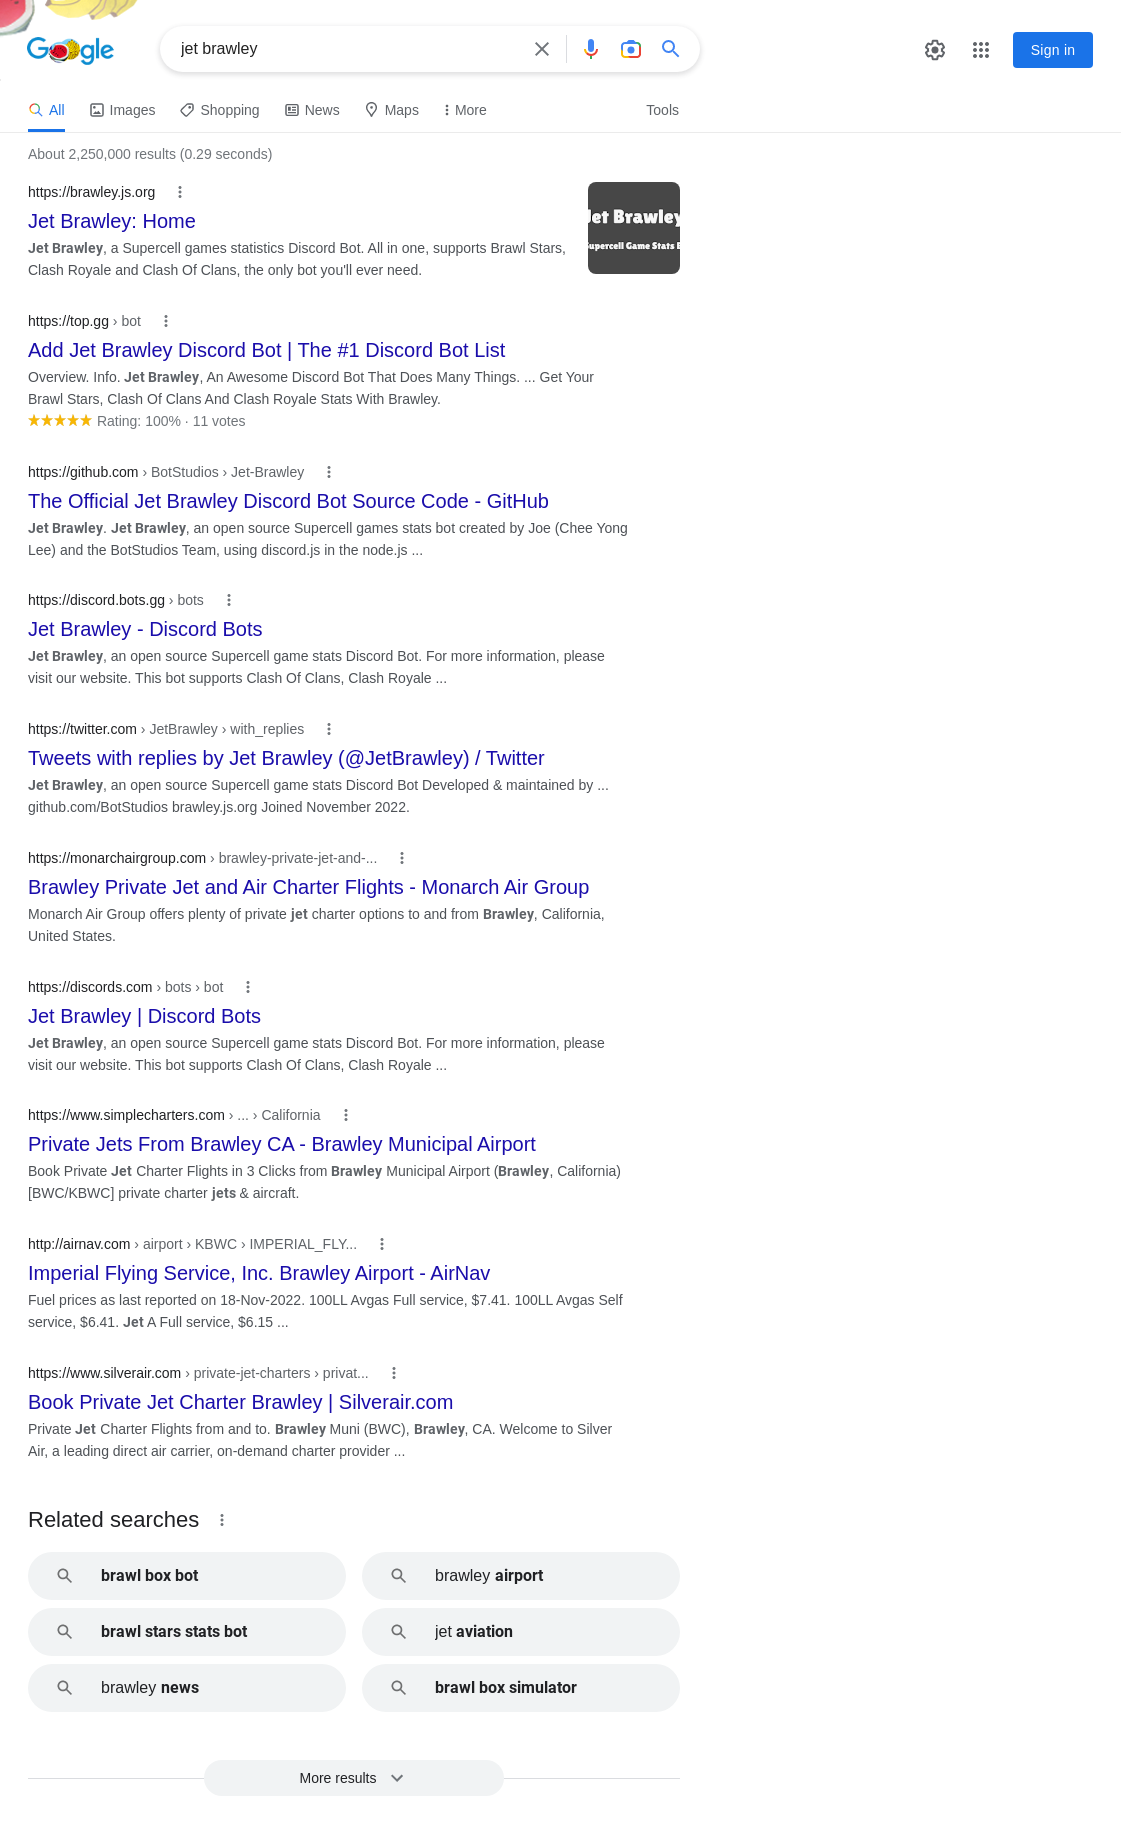 Google
jet brawley
Sign in
All
Images
Shopping
News
Maps
More
Tools
About 2,250,000 results (0.29 seconds)
https://brawley.js.org
Jet Brawley: Home
Jet Brawley, a Supercell games statistics Discord Bot. All in one, supports Brawl Stars,
Clash Royale and Clash Of Clans, the only bot you'll ever need.
Jet Brawley
Supercell Game Stats B
https://top.gg › bot
Add Jet Brawley Discord Bot | The #1 Discord Bot List
Overview. Info. Jet Brawley, An Awesome Discord Bot That Does Many Things. ... Get Your
Brawl Stars, Clash Of Clans And Clash Royale Stats With Brawley.
Rating: 100% · 11 votes
https://github.com › BotStudios › Jet-Brawley
The Official Jet Brawley Discord Bot Source Code - GitHub
Jet Brawley. Jet Brawley, an open source Supercell games stats bot created by Joe (Chee Yong
Lee) and the BotStudios Team, using discord.js in the node.js ...
https://discord.bots.gg › bots
Jet Brawley - Discord Bots
Jet Brawley, an open source Supercell game stats Discord Bot. For more information, please
visit our website. This bot supports Clash Of Clans, Clash Royale ...
https://twitter.com › JetBrawley › with_replies
Tweets with replies by Jet Brawley (@JetBrawley) / Twitter
Jet Brawley, an open source Supercell game stats Discord Bot Developed & maintained by ...
github.com/BotStudios brawley.js.org Joined November 2022.
https://monarchairgroup.com › brawley-private-jet-and-...
Brawley Private Jet and Air Charter Flights - Monarch Air Group
Monarch Air Group offers plenty of private jet charter options to and from Brawley, California,
United States.
https://discords.com › bots › bot
Jet Brawley | Discord Bots
Jet Brawley, an open source Supercell game stats Discord Bot. For more information, please
visit our website. This bot supports Clash Of Clans, Clash Royale ...
https://www.simplecharters.com › ... › California
Private Jets From Brawley CA - Brawley Municipal Airport
Book Private Jet Charter Flights in 3 Clicks from Brawley Municipal Airport (Brawley, California)
[BWC/KBWC] private charter jets & aircraft.
http://airnav.com › airport › KBWC › IMPERIAL_FLY...
Imperial Flying Service, Inc. Brawley Airport - AirNav
Fuel prices as last reported on 18-Nov-2022. 100LL Avgas Full service, $7.41. 100LL Avgas Self
service, $6.41. Jet A Full service, $6.15 ...
https://www.silverair.com › private-jet-charters › privat...
Book Private Jet Charter Brawley | Silverair.com
Private Jet Charter Flights from and to. Brawley Muni (BWC), Brawley, CA. Welcome to Silver
Air, a leading direct air carrier, on-demand charter provider ...
Related searches
brawl box bot
brawley airport
brawl stars stats bot
jet aviation
brawley news
brawl box simulator
More results